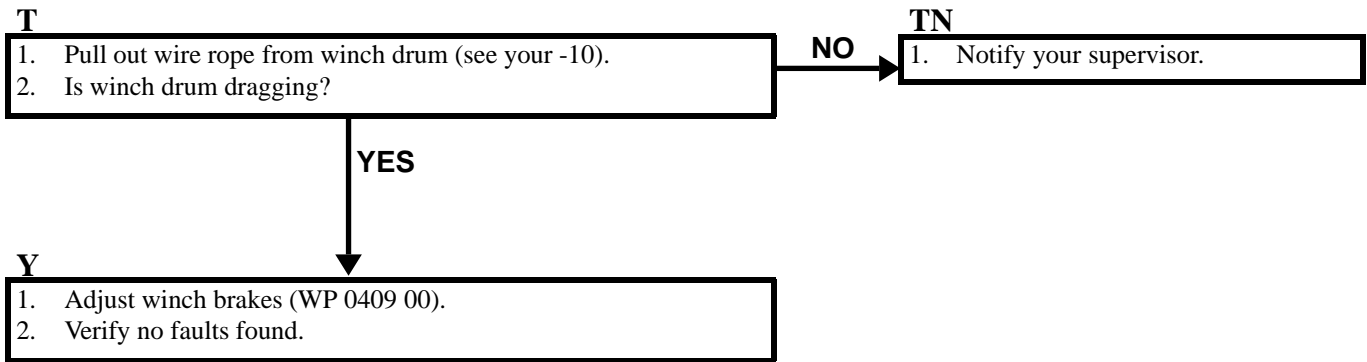 T
1. Pull out wire rope from winch drum (see your -10).
2. Is winch drum dragging?
NO
TN
1. Notify your supervisor.
YES
Y
1. Adjust winch brakes (WP 0409 00).
2. Verify no faults found.